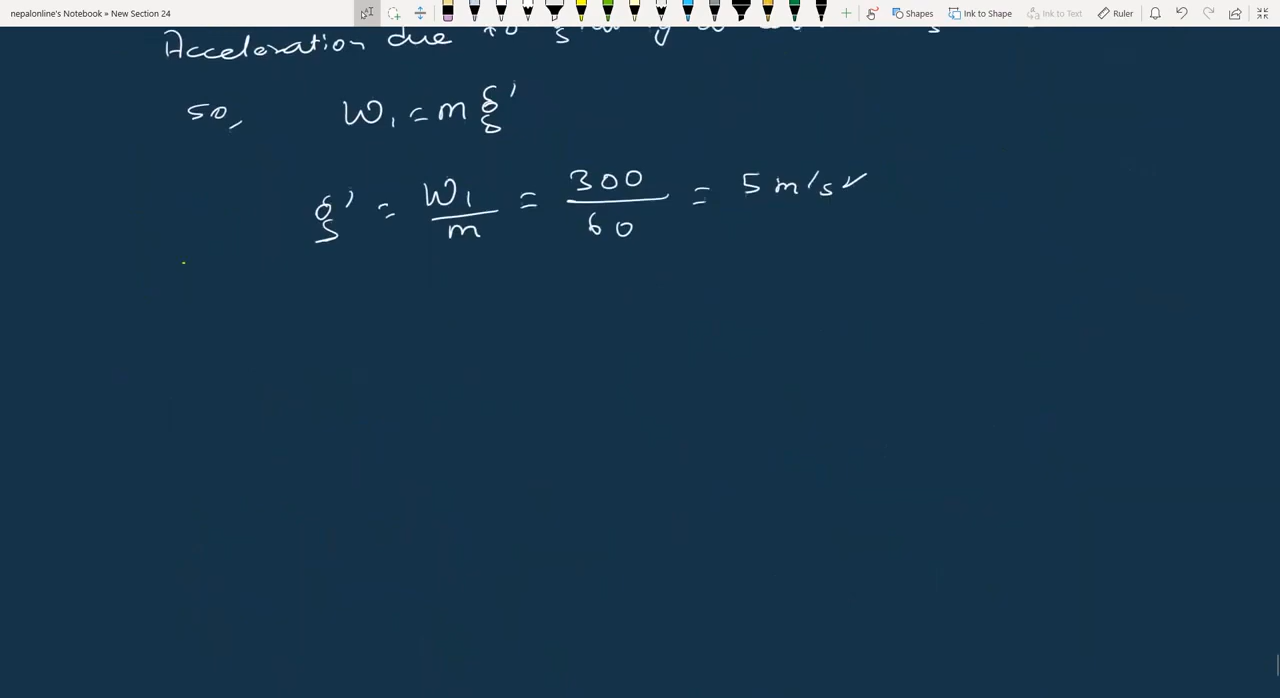 nepalonline's Notebook » New Section 24
Shapes Ink to Shape Ink to Text Ruler
Acceleration due to
so, W₁ = mg'
g' = W₁/m = 300/60 = 5 m/s²